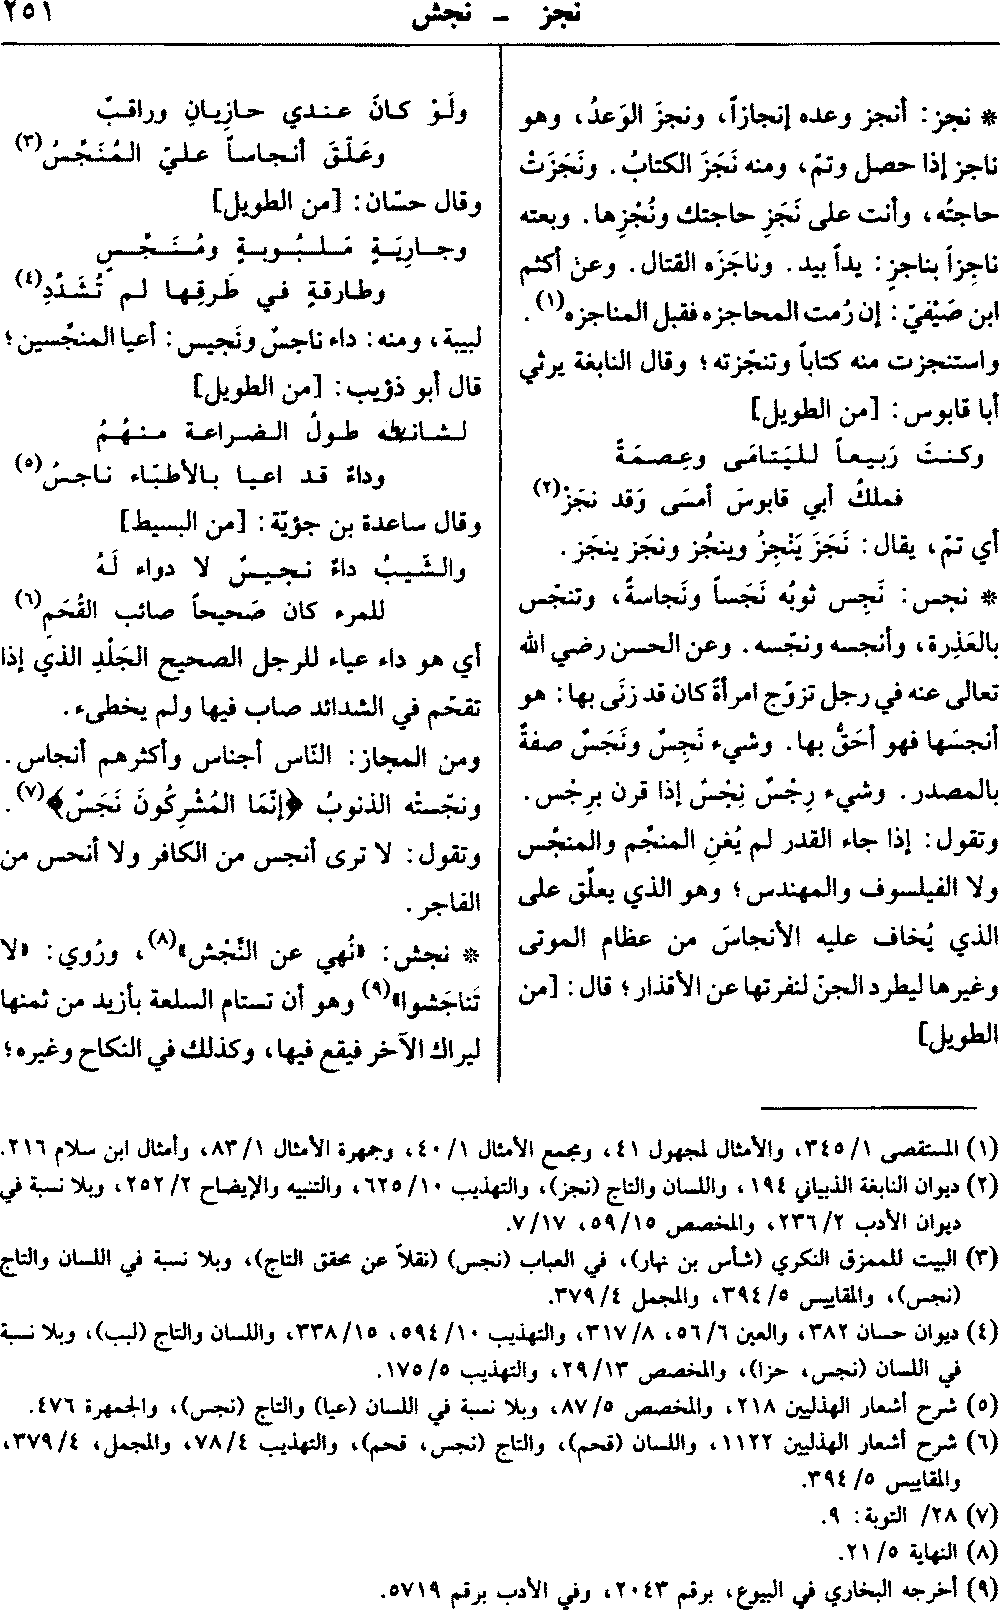 نجز - نجش ٢٥١
* نجز: أنجز وعده إنجازاً، ونجزَ الوَعدُ، وهو
ناجز إذا حصل وتمّ، ومنه نَجَزَ الكتابُ. ونَجَزَتْ
حاجتُه، وأنت على نَجَزِ حاجتك ونُجْزِها. وبعته
ناجِزاً بناجزٍ: يداً بيد. وناجَزَه القتال. وعن أكثم
ابن صَيْفيّ: إن رُمت المحاجزه فقبل المناجزه(١).
واستنجزت منه كتاباً وتنجّزته؛ وقال النابغة يرثي
أبا قابوس: [من الطويل]
وكنتَ رَبيعاً لليَتامَى وعِصمَةً
فملكُ أبي قابوسَ أمسَى وَقد نجَزْ(٢)
أي تمّ، يقال: نَجَزَ يَنْجِزُ وينجُز ونجَز ينجَز.
* نجس: نَجِس ثوبُه نَجَساً ونَجاسةً، وتنجّس
بالعَذِرة، وأنجسه ونجّسه. وعن الحسن رضي الله
تعالى عنه في رجل تزوّج امرأةً كان قد زنَى بها: هو
أنجسَها فهو أحَقُّ بها. وشيء نَجِسٌ ونَجَسٌ صفةً
بالمصدر. وشيء رِجْسٌ نِجْسٌ إذا قرن برِجْس.
وتقول: إذا جاء القدر لم يُغنِ المنجّم والمنجّس
ولا الفيلسوف والمهندس؛ وهو الذي يعلّق على
الذي يُخاف عليه الأنجاسَ من عظام الموتى
وغيرها ليطرد الجنّ لنفرتها عن الأقذار؛ قال: [من
الطويل]
ولَوْ كانَ عندي حازِيانِ وراقبٌ
وعَلّقَ أنجاساً عليّ المُنَجّسُ(٣)
وقال حسّان: [من الطويل]
وجارِيَةٍ مَلبُوبةٍ ومُنَجّسٍ
وطارقةٍ في طَرقِها لم تُشَدَّدِ(٤)
لبيبة، ومنه: داء ناجسٌ ونَجيس: أعيا المنجّسين؛
قال أبو ذؤيب: [من الطويل]
لشانئه طولُ الضراعة منهُمُ
وداءٌ قد اعيا بالأطبّاء ناجسُ(٥)
وقال ساعدة بن جؤيّة: [من البسيط]
والشّيبُ داءٌ نجيسٌ لا دواء لَهُ
للمرء كان صَحيحاً صائب القُحَمِ(٦)
أي هو داء عياء للرجل الصحيح الجَلْدِ الذي إذا
تقحّم في الشدائد صاب فيها ولم يخطىء.
ومن المجاز: النّاس أجناس وأكثرهم أنجاس.
ونجّسَتْه الذنوبُ ﴿إنّمَا المُشْرِكُونَ نَجَسٌ﴾(٧).
وتقول: لا ترى أنجس من الكافر ولا أنحس من
الفاجر.
* نجش: «نُهي عن النَّجْش»(٨)، ورُوي: «لا
تَناجَشوا»(٩) وهو أن تستام السلعة بأزيد من ثمنها
ليراك الآخر فيقع فيها، وكذلك في النكاح وغيره؛
(١) المستقصى ١/ ٣٤٥، والأمثال لمجهول ٤١، ومجمع الأمثال ١/ ٤٠، وجمهرة الأمثال ١/ ٨٣، وأمثال ابن سلام ٢١٦.
(٢) ديوان النابغة الذبياني ١٩٤، واللسان والتاج (نجز)، والتهذيب ١٠/ ٦٢٥، والتنبيه والإيضاح ٢/ ٢٥٢، وبلا نسبة في
ديوان الأدب ٢/ ٢٣٦، والمخصص ١٥/ ٥٩، ١٧/ ٧.
(٣) البيت للممزق النكري (شأس بن نهار)، في العباب (نجس) (نقلاً عن محقق التاج)، وبلا نسبة في اللسان والتاج
(نجس)، والمقاييس ٥/ ٣٩٤، والمجمل ٤/ ٣٧٩.
(٤) ديوان حسان ٣٨٢، والعين ٦/ ٥٦، ٨/ ٣١٧، والتهذيب ١٠/ ٥٩٤، ١٥/ ٣٣٨، واللسان والتاج (لبب)، وبلا نسبة
في اللسان (نجس، حزا)، والمخصص ١٣/ ٢٩، والتهذيب ٥/ ١٧٥.
(٥) شرح أشعار الهذليين ٢١٨، والمخصص ٥/ ٨٧، وبلا نسبة في اللسان (عيا) والتاج (نجس)، والجمهرة ٤٧٦.
(٦) شرح أشعار الهذليين ١١٢٢، واللسان (قحم)، والتاج (نجس، قحم)، والتهذيب ٤/ ٧٨، والمجمل، ٤/ ٣٧٩،
والمقاييس ٥/ ٣٩٤.
(٧) ٢٨/ التوبة: ٩.
(٨) النهاية ٥/ ٢١.
(٩) أخرجه البخاري في البيوع، برقم ٢٠٤٣، وفي الأدب برقم ٥٧١٩.